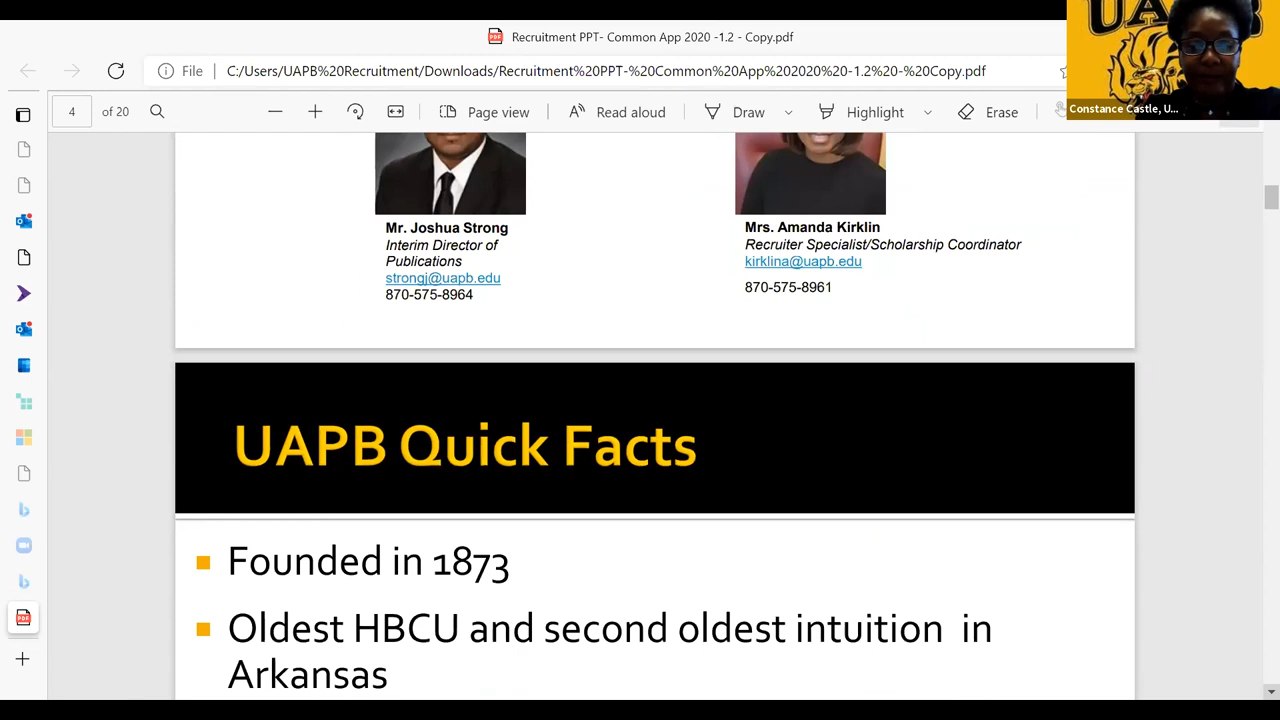 Recruitment PPT- Common App 2020 -1.2 - Copy.pdf
UAPB
File
C:/Users/UAPB%20Recruitment/Downloads/Recruitment%20PPT-%20Common%20App%202020%20-1.2%20-%20Copy.pdf
Constance Castle, U...
4 of 20
Page view
Read aloud
Draw
Highlight
Erase
Mr. Joshua Strong
Interim Director of
Publications
strongj@uapb.edu
870-575-8964
Mrs. Amanda Kirklin
Recruiter Specialist/Scholarship Coordinator
kirklina@uapb.edu
870-575-8961
UAPB Quick Facts
Founded in 1873
Oldest HBCU and second oldest intuition in
Arkansas